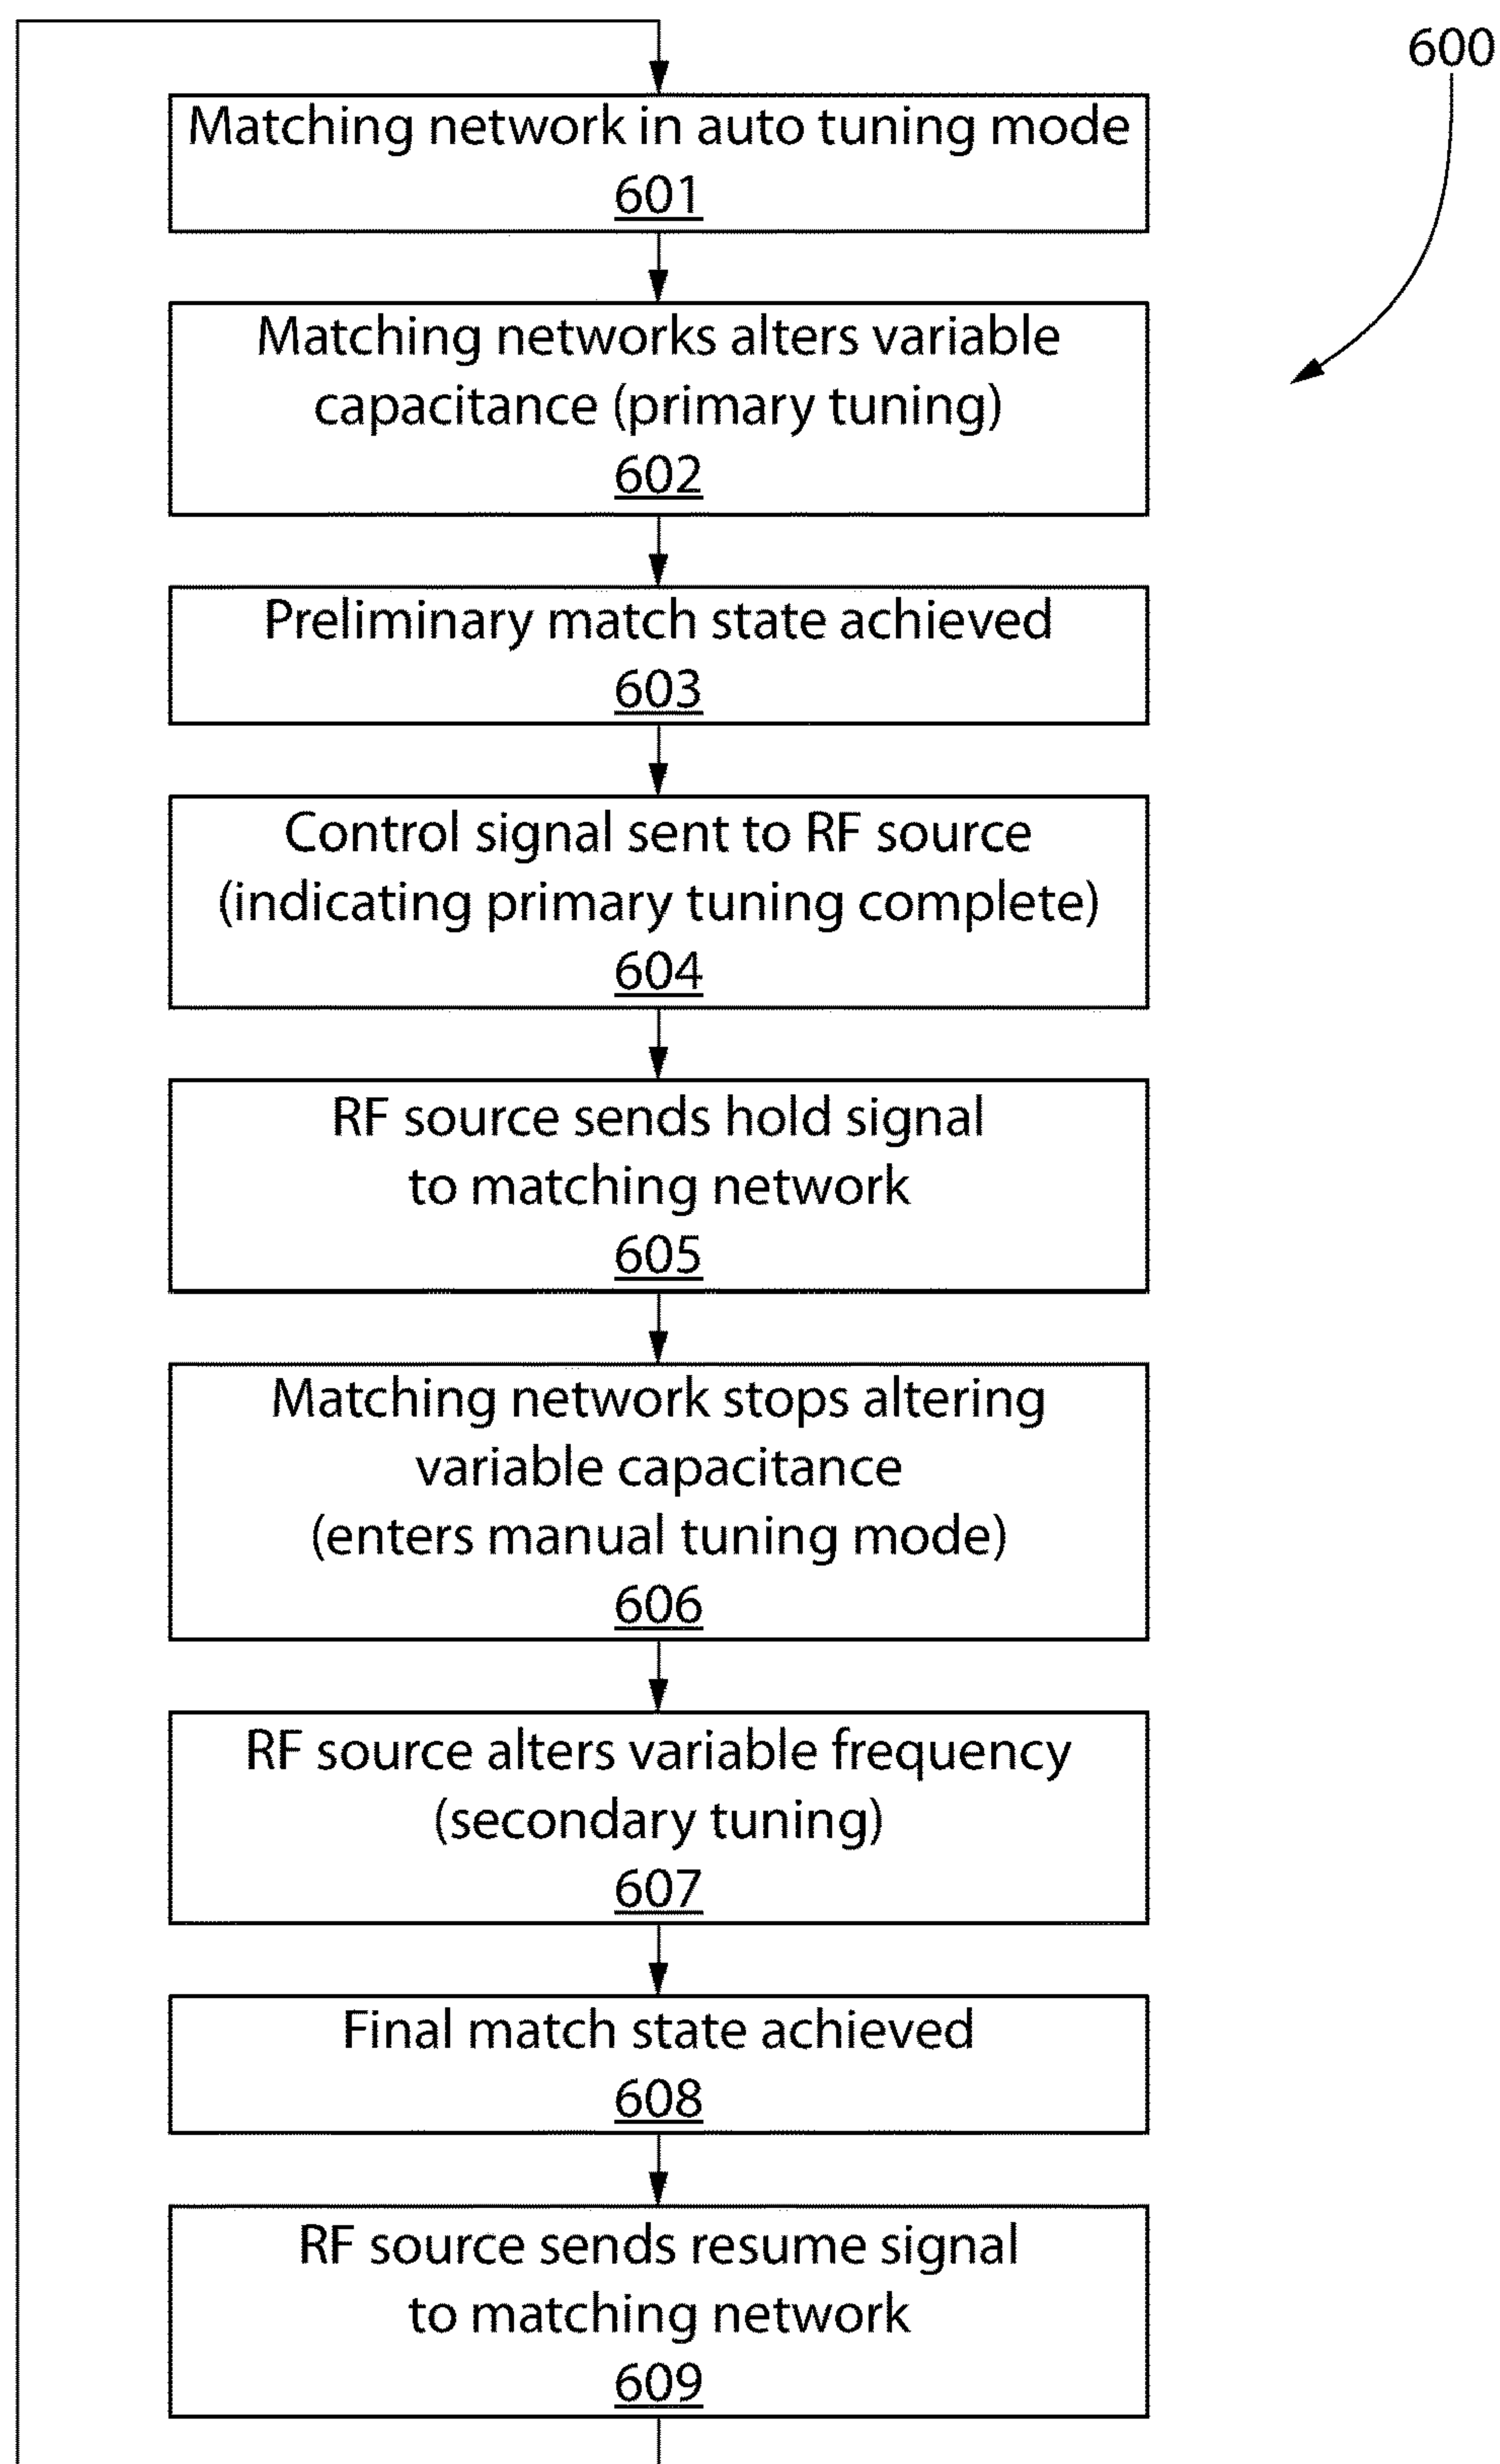 600
Matching network in auto tuning mode
601
Matching networks alters variable
capacitance (primary tuning)
602
Preliminary match state achieved
603
Control signal sent to RF source
(indicating primary tuning complete)
604
RF source sends hold signal
to matching network
605
Matching network stops altering
variable capacitance
(enters manual tuning mode)
606
RF source alters variable frequency
(secondary tuning)
607
Final match state achieved
608
RF source sends resume signal
to matching network
609